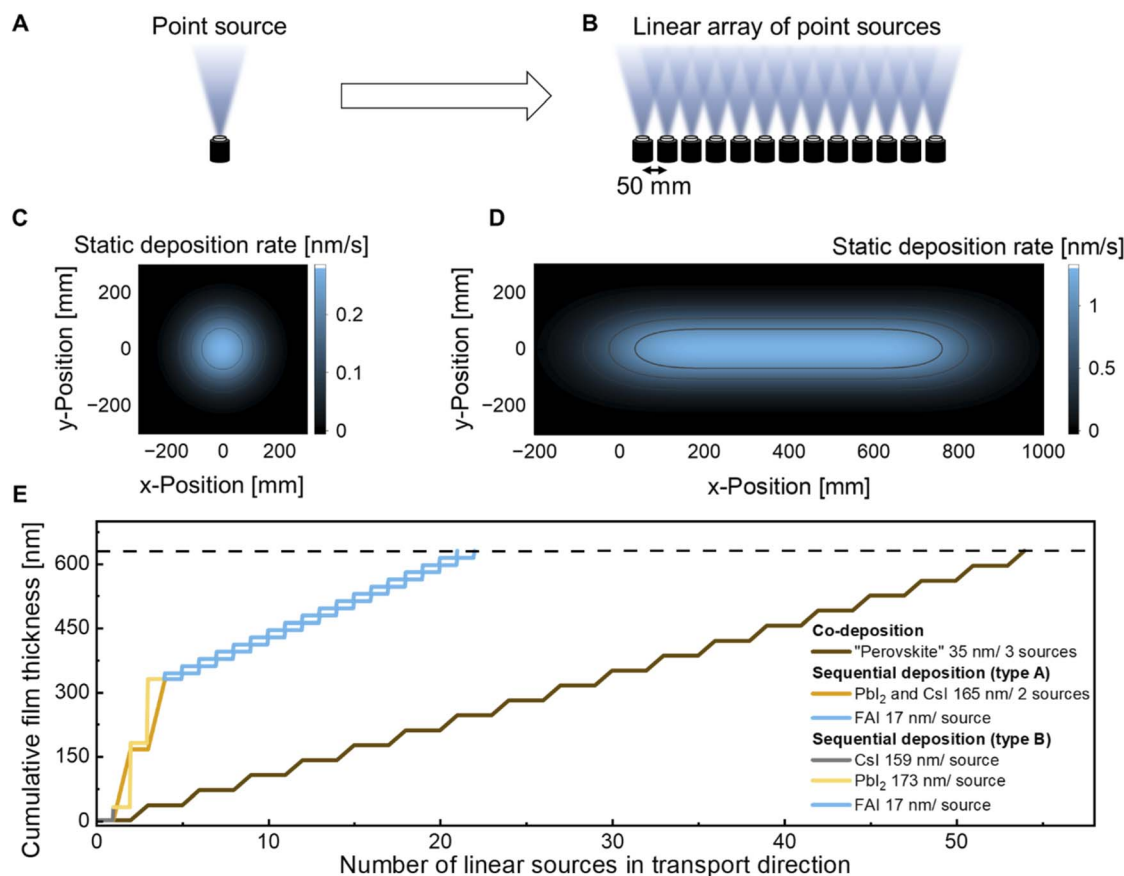 A
Point source
B
Linear array of point sources
50 mm
C
Static deposition rate [nm/s]
y-Position [mm]
200
0
−200
0.2
0.1
0
−200 0 200
x-Position [mm]
D
Static deposition rate [nm/s]
y-Position [mm]
200
0
−200
1
0.5
0
−200 0 200 400 600 800 1000
x-Position [mm]
E
Cumulative film thickness [nm]
600
450
300
150
0
0 10 20 30 40 50
Number of linear sources in transport direction
Co-deposition
"Perovskite" 35 nm/ 3 sources
Sequential deposition (type A)
PbI₂ and CsI 165 nm/ 2 sources
FAI 17 nm/ source
Sequential deposition (type B)
CsI 159 nm/ source
PbI₂ 173 nm/ source
FAI 17 nm/ source